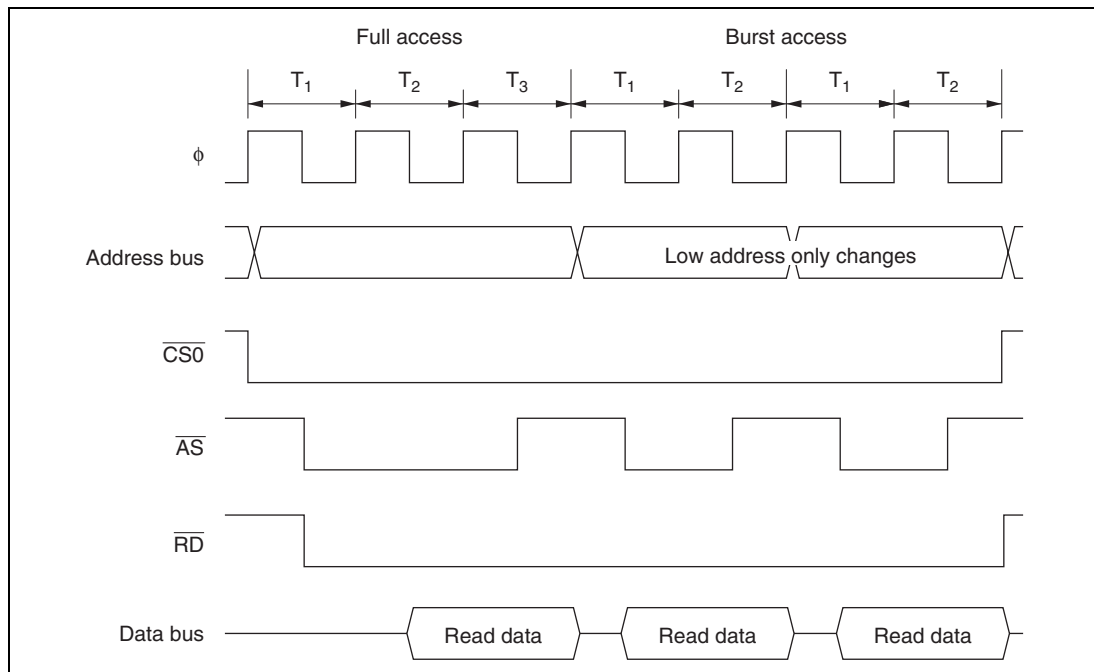 Full access Burst access
T1 T2 T3 T1 T2 T1 T2
ϕ
Address bus Low address only changes
CS0
AS
RD
Data bus Read data Read data Read data